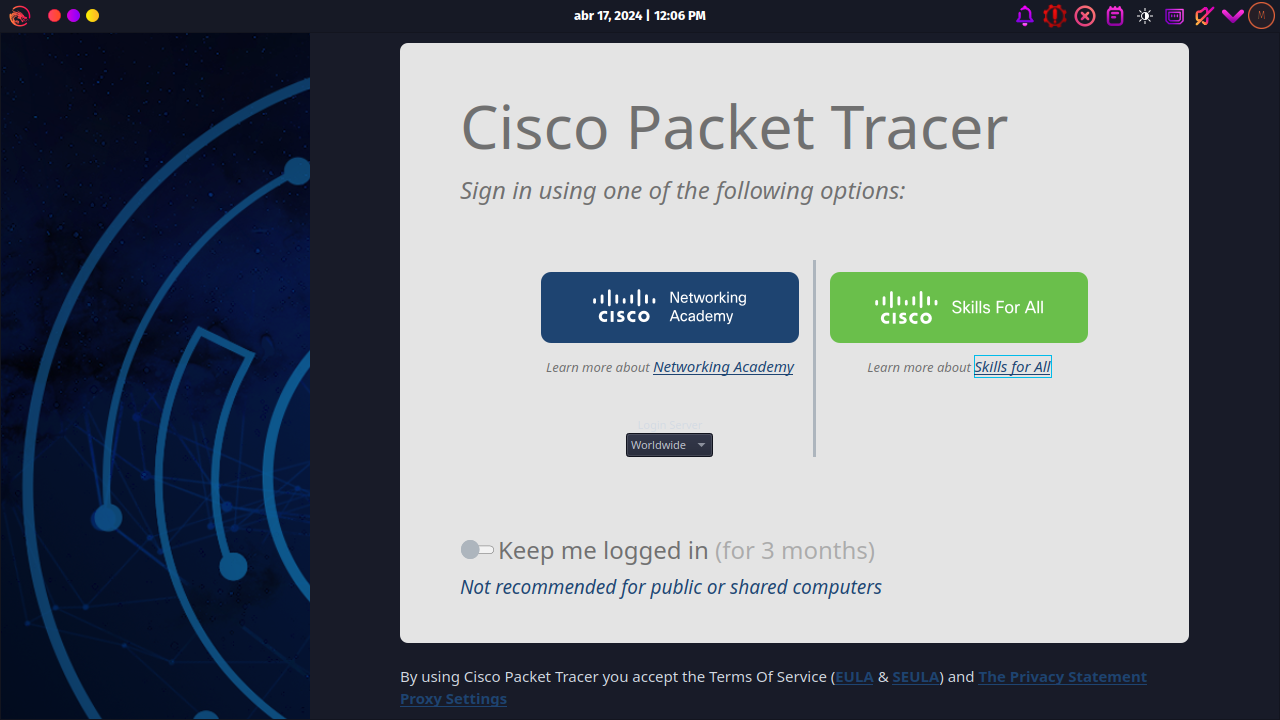 abr 17, 2024 | 12:06 PM
M
Cisco Packet Tracer
Sign in using one of the following options:
CISCO Networking Academy
CISCO Skills For All
Learn more about Networking Academy
Learn more about Skills for All
Login Server
Worldwide
Keep me logged in (for 3 months)
Not recommended for public or shared computers
By using Cisco Packet Tracer you accept the Terms Of Service (EULA & SEULA) and The Privacy Statement
Proxy Settings